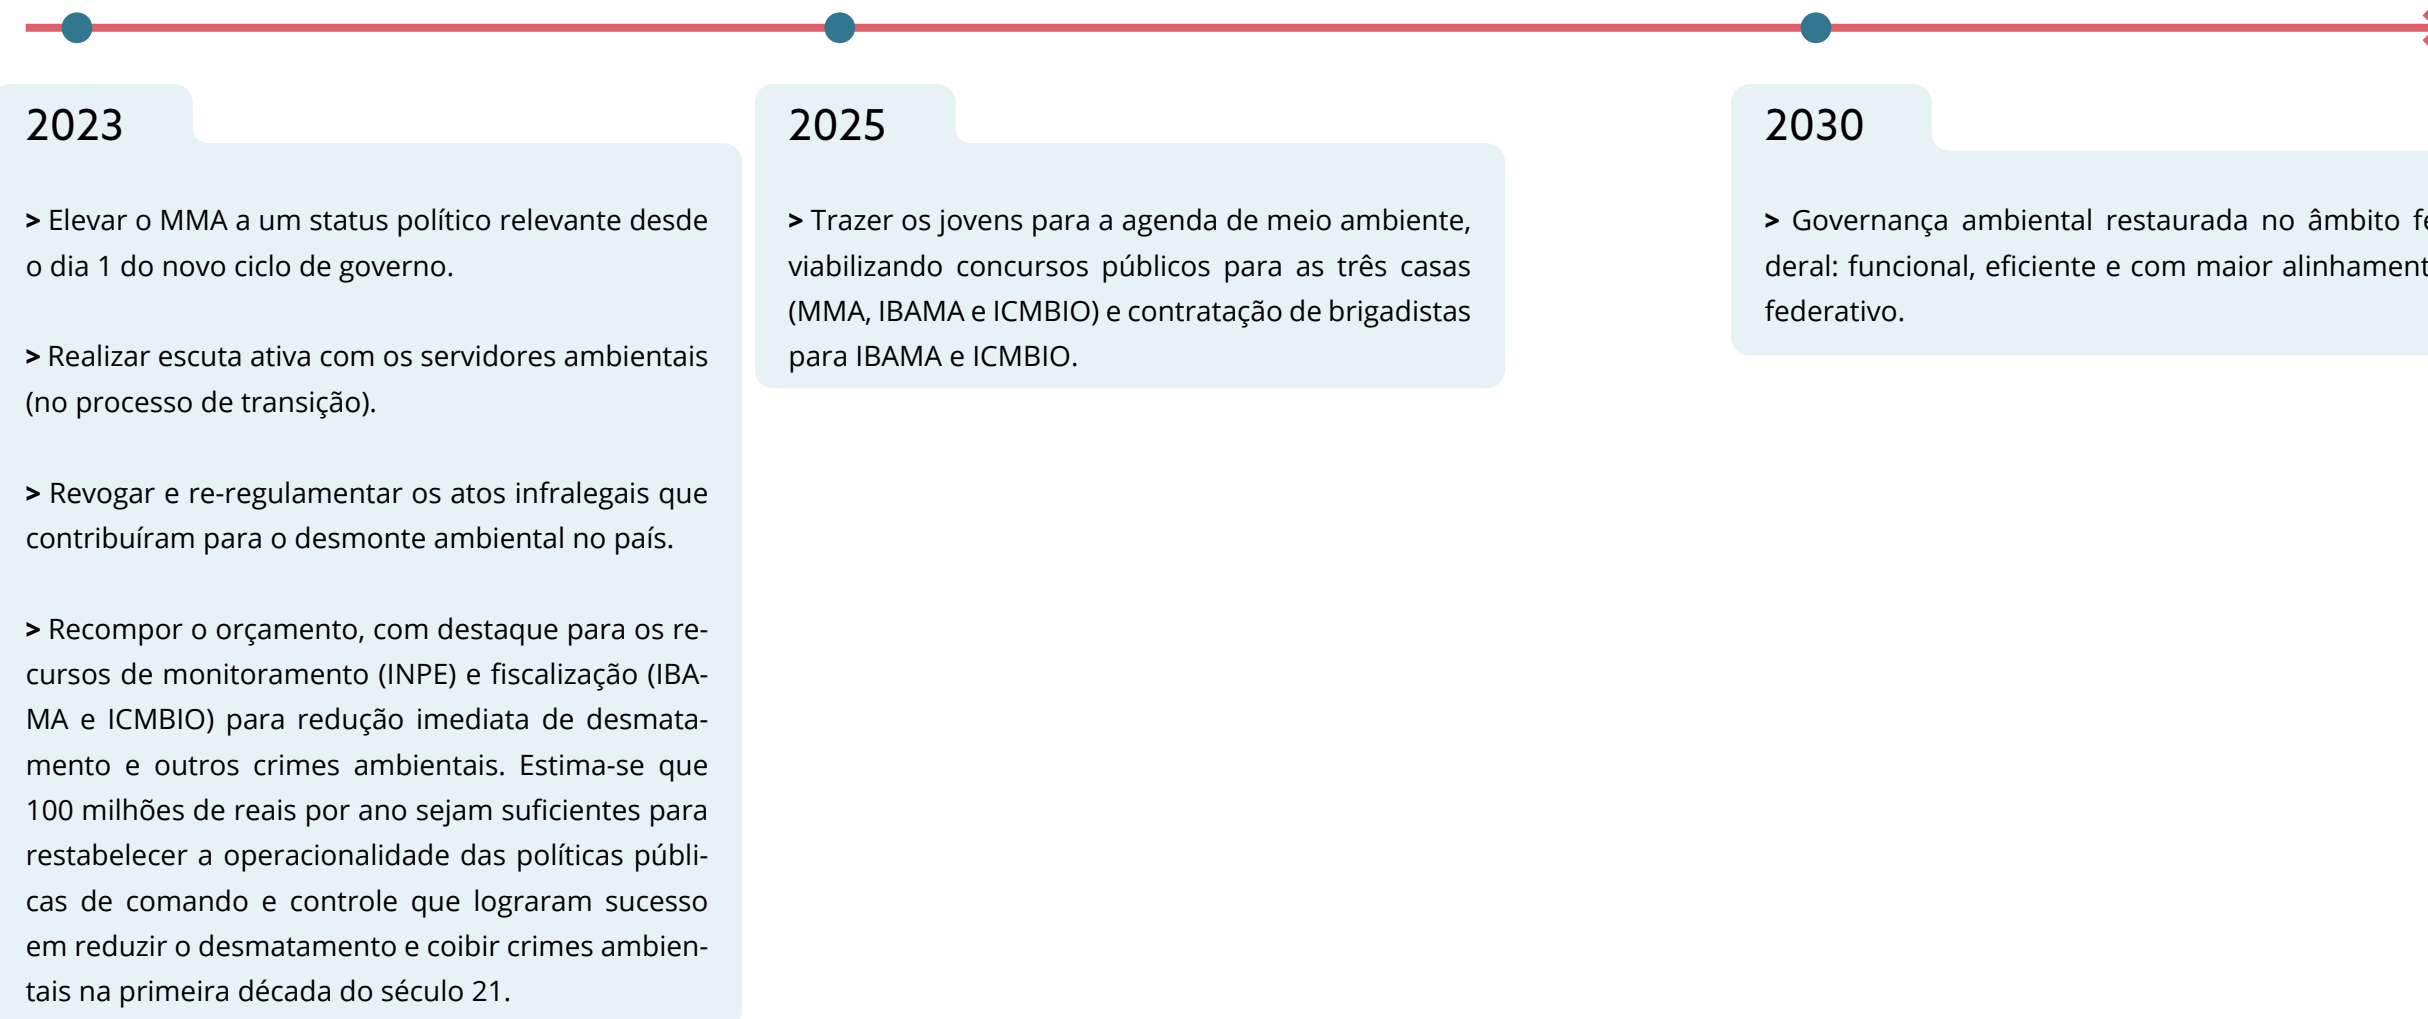 2023
> Elevar o MMA a um status político relevante desde
o dia 1 do novo ciclo de governo.
> Realizar escuta ativa com os servidores ambientais
(no processo de transição).
> Revogar e re-regulamentar os atos infralegais que
contribuíram para o desmonte ambiental no país.
> Recompor o orçamento, com destaque para os re-
cursos de monitoramento (INPE) e fiscalização (IBA-
MA e ICMBIO) para redução imediata de desmata-
mento e outros crimes ambientais. Estima-se que
100 milhões de reais por ano sejam suficientes para
restabelecer a operacionalidade das políticas públi-
cas de comando e controle que lograram sucesso
em reduzir o desmatamento e coibir crimes ambien-
tais na primeira década do século 21.
2025
> Trazer os jovens para a agenda de meio ambiente,
viabilizando concursos públicos para as três casas
(MMA, IBAMA e ICMBIO) e contratação de brigadistas
para IBAMA e ICMBIO.
2030
> Governança ambiental restaurada no âmbito fe
deral: funcional, eficiente e com maior alinhament
federativo.